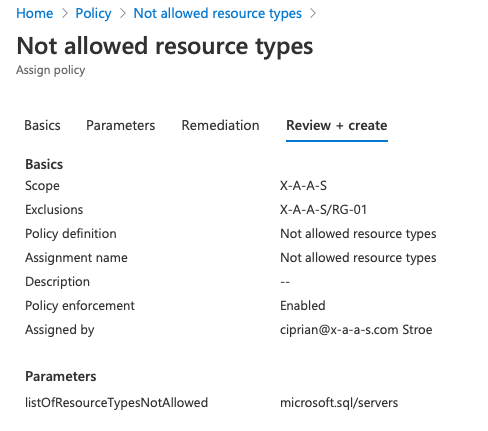 Home > Policy > Not allowed resource types >
Not allowed resource types
Assign policy
Basics Parameters Remediation Review + create
Basics
Scope X-A-A-S
Exclusions X-A-A-S/RG-01
Policy definition Not allowed resource types
Assignment name Not allowed resource types
Description --
Policy enforcement Enabled
Assigned by ciprian@x-a-a-s.com Stroe
Parameters
listOfResourceTypesNotAllowed microsoft.sql/servers